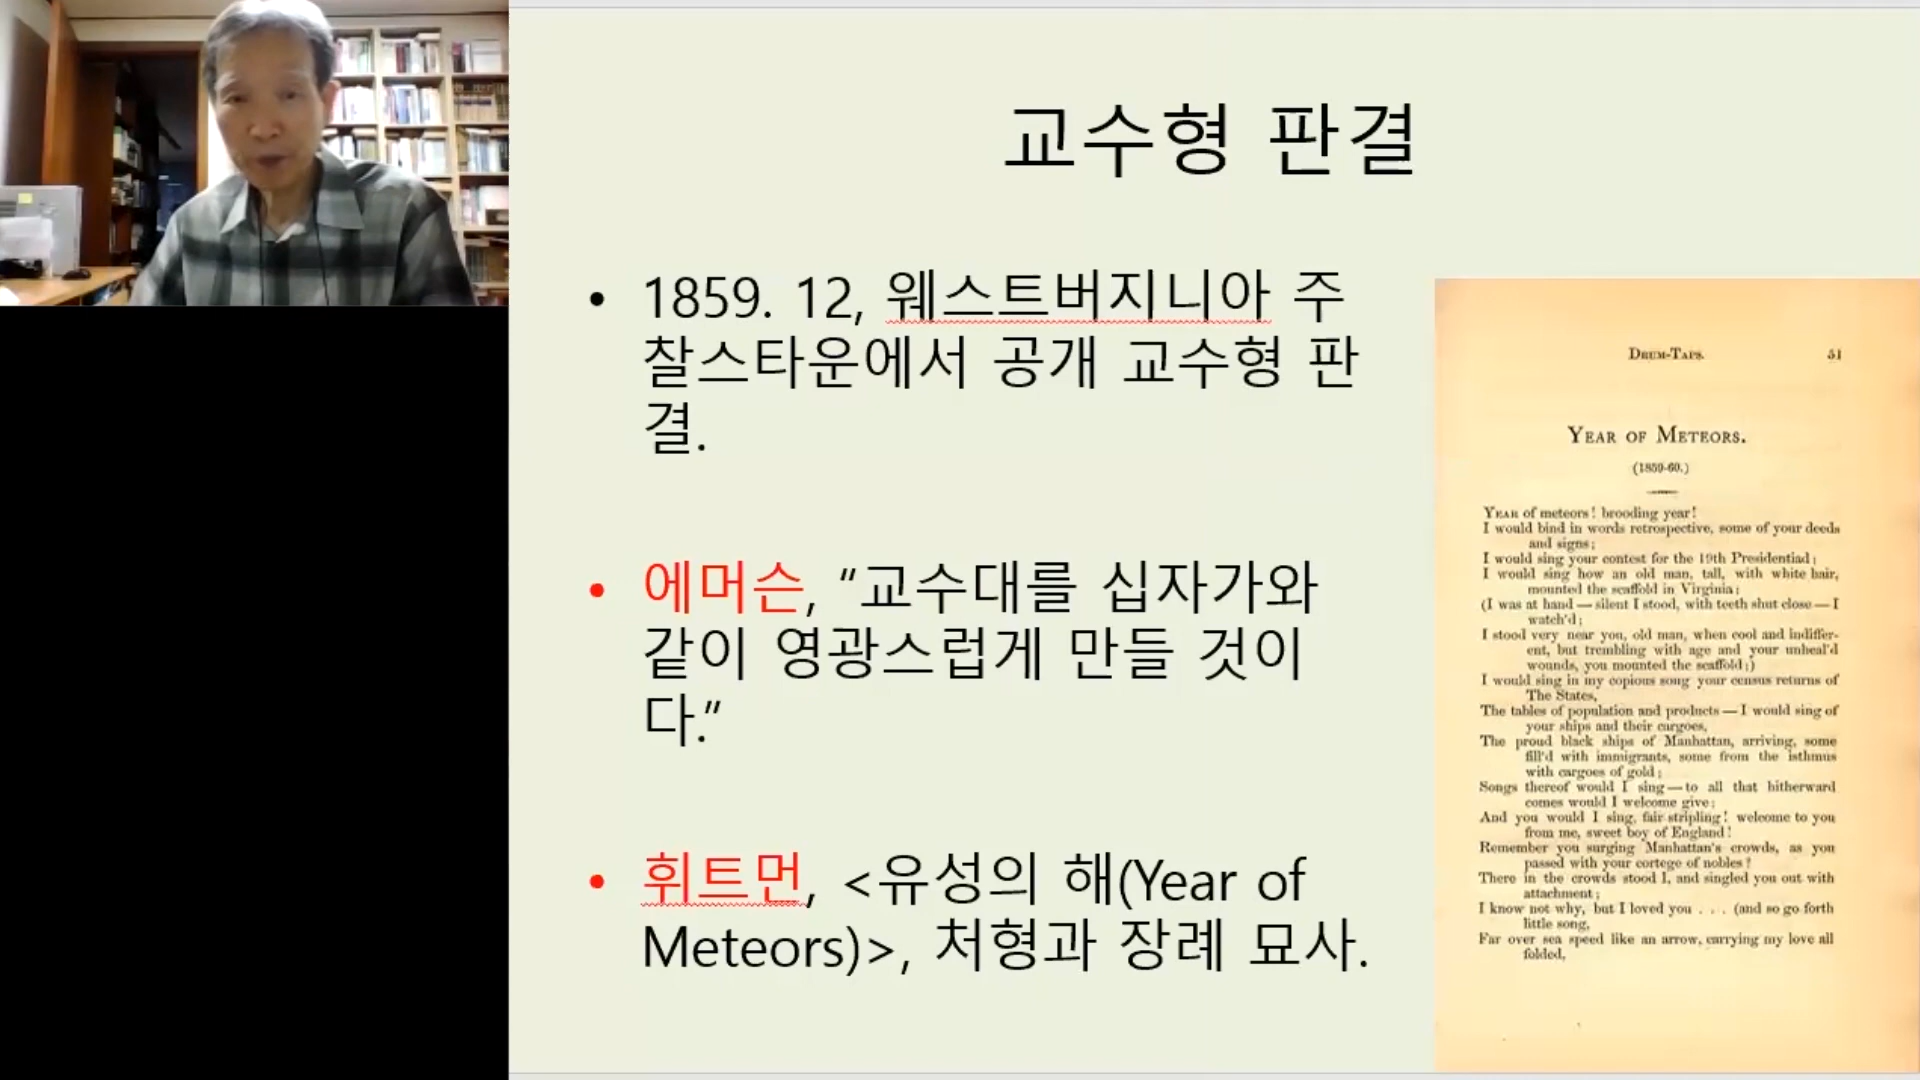 교수형 판결
• 1859. 12, 웨스트버지니아 주
찰스타운에서 공개 교수형 판
결.
• 에머슨, “교수대를 십자가와
같이 영광스럽게 만들 것이
다.”
• 휘트먼, <유성의 해(Year of
Meteors)>, 처형과 장례 묘사.
DRUM-TAPS. 51
YEAR OF METEORS.
(1859-60.)
YEAR of meteors! brooding year!
I would bind in words retrospective, some of your deeds
and signs;
I would sing your contest for the 19th Presidentiad;
I would sing how an old man, tall, with white hair,
mounted the scaffold in Virginia;
(I was at hand—silent I stood, with teeth shut close—I
watch'd;
I stood very near you, old man, when cool and indiffer-
ent, but trembling with age and your unheal'd
wounds, you mounted the scaffold;)
I would sing in my copious song your census returns of
The States,
The tables of population and products—I would sing of
your ships and their cargoes,
The proud black ships of Manhattan, arriving, some
fill'd with immigrants, some from the isthmus
with cargoes of gold;
Songs thereof would I sing—to all that hitherward
comes would I welcome give;
And you would I sing, fair stripling! welcome to you
from me, sweet boy of England!
Remember you surging Manhattan's crowds, as you
passed with your cortege of nobles?
There in the crowds stood I, and singled you out with
attachment;
I know not why, but I loved you . . . (and so go forth
little song,
Far over sea speed like an arrow, carrying my love all
folded,